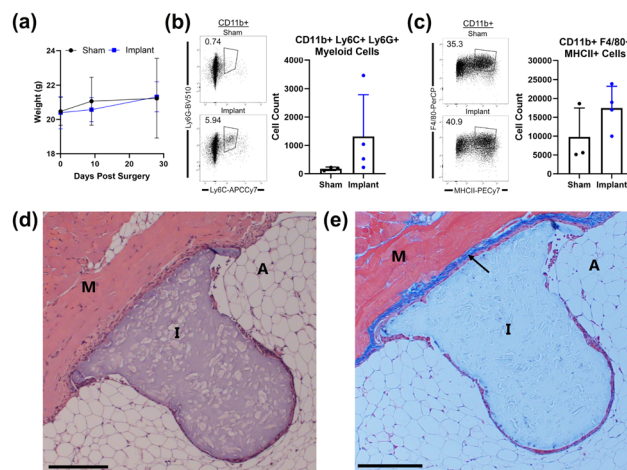 (a)
Sham
Implant
Weight (g)
24
22
20
18
16
0
10
20
30
Days Post Surgery
(b)
CD11b+
Sham
0.74
Implant
5.94
Ly6G-BV510
Ly6C-APCCy7
CD11b+ Ly6C+ Ly6G+
Myeloid Cells
Cell Count
4000
3000
2000
1000
0
Sham Implant
(c)
CD11b+
Sham
35.3
Implant
40.9
F4/80-PerCP
MHCII-PECy7
CD11b+ F4/80+
MHCII+ Cells
Cell Count
30000
25000
20000
15000
10000
5000
0
Sham Implant
(d)
M
A
I
(e)
M
A
I